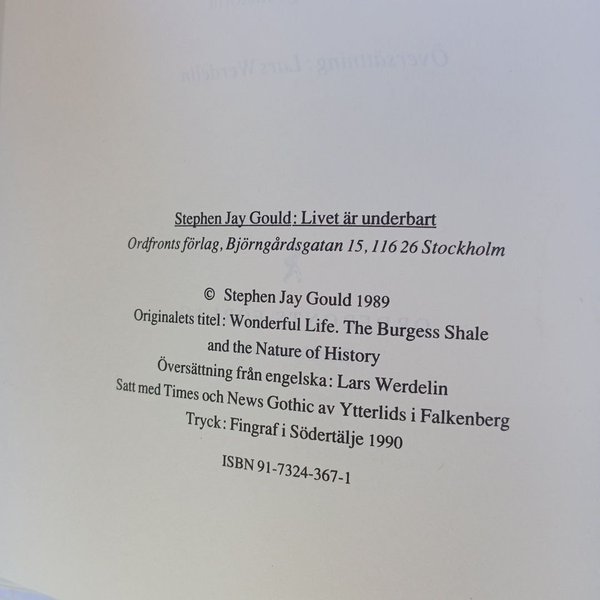 Stephen Jay Gould: Livet är underbart
Ordfronts förlag, Björngårdsgatan 15, 116 26 Stockholm
© Stephen Jay Gould 1989
Originalets titel: Wonderful Life. The Burgess Shale
and the Nature of History
Översättning från engelska: Lars Werdelin
Satt med Times och News Gothic av Ytterlids i Falkenberg
Tryck: Fingraf i Södertälje 1990
ISBN 91-7324-367-1